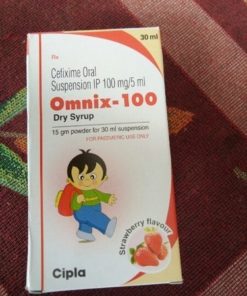 30 ml
Rx
Cefixime Oral
Suspension IP 100 mg/5 ml
Omnix-100
Dry Syrup
15 gm powder for 30 ml suspension
FOR PAEDIATRIC USE ONLY
Strawberry flavour
Cipla